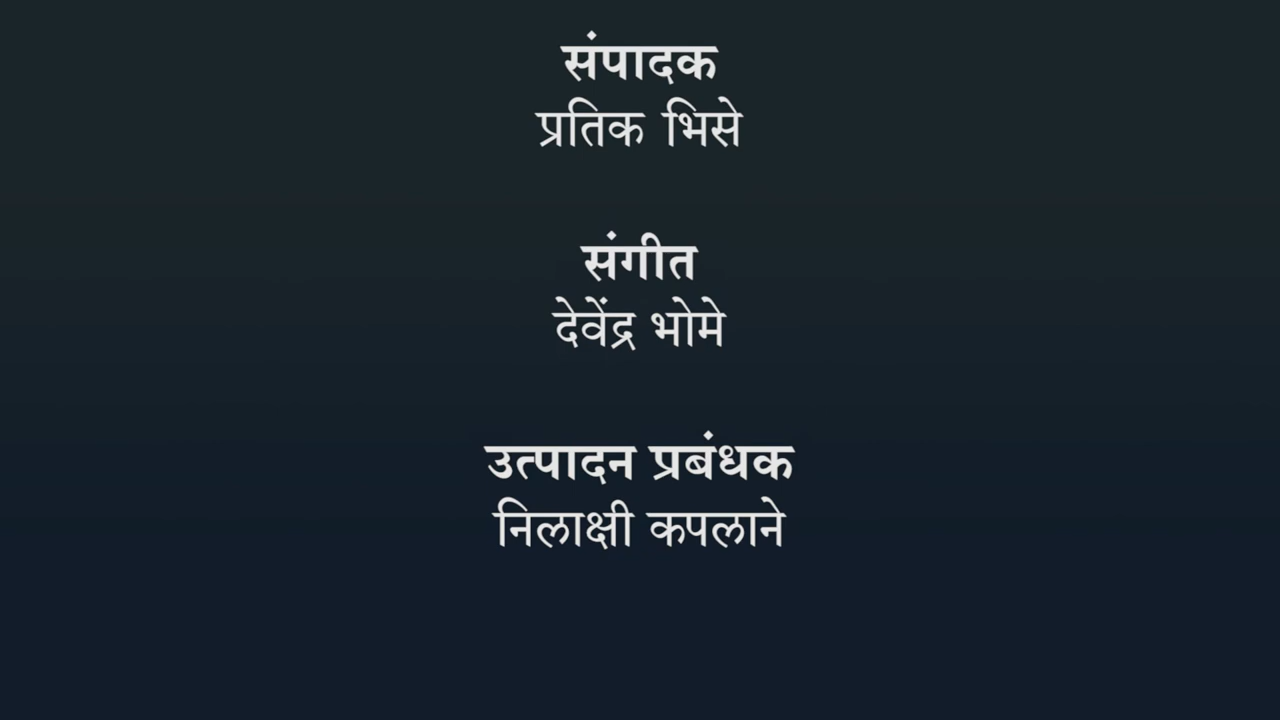 संपादक
प्रतिक भिसे
संगीत
देवेंद्र भोमे
उत्पादन प्रबंधक
निलाक्षी कपलाने